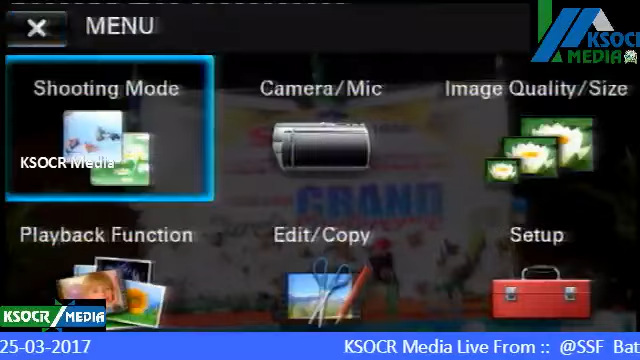 MENU
KSOCR
MEDIA
Shooting Mode
Camera/Mic
Image Quality/Size
KSOCR Media
GRAND
Playback Function
Edit/Copy
Setup
KSOCR MEDIA
25-03-2017
KSOCR Media Live From :: @SSF Bat